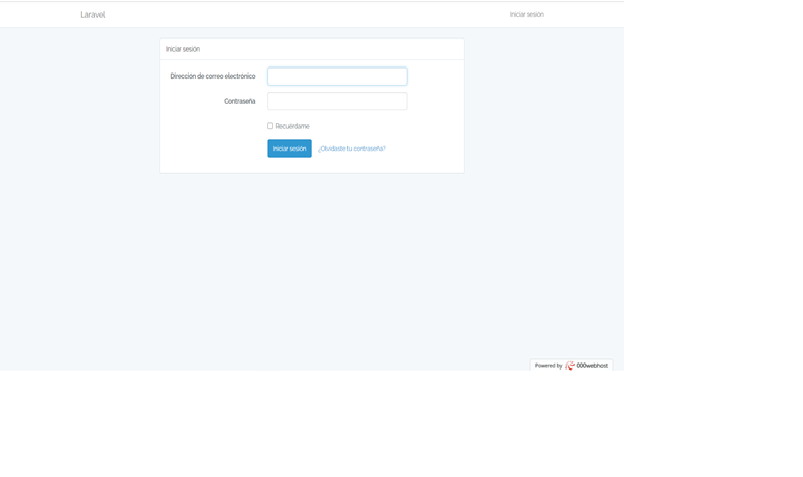 Laravel
Iniciar sesión
Iniciar sesión
Dirección de correo electrónico
Contraseña
Recuérdame
Iniciar sesión ¿Olvidaste tu contraseña?
Powered by 000webhost